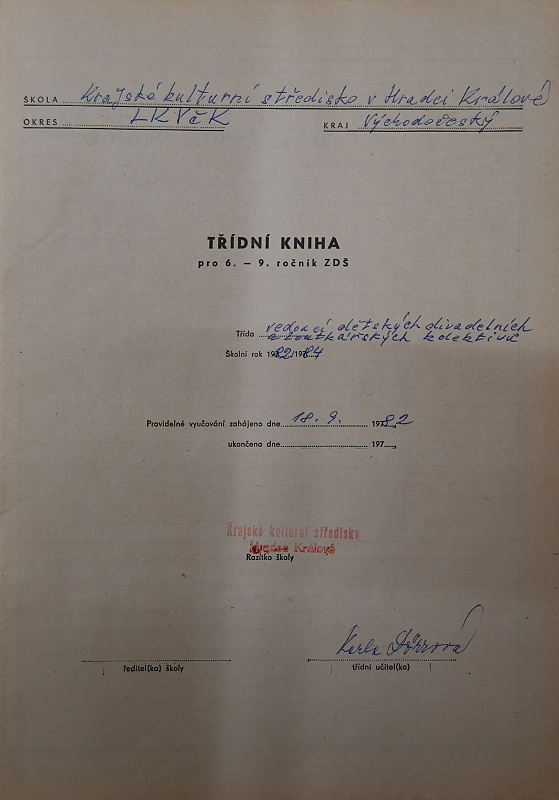 ŠKOLA Krajské kulturní středisko v Hradci Králové
OKRES LKVčK KRAJ Východočeský
TŘÍDNÍ KNIHA
pro 6. – 9. ročník ZDŠ
Třída vedoucí dětských divadelních
a loutkářských kolektivů
Školní rok 1982/1984
Pravidelné vyučování zahájeno dne 18. 9. 1982
ukončeno dne 197
Krajské kulturní středisko
Hradec Králové
Razítko školy
Karla Dörrová
ředitel(ka) školy třídní učitel(ka)